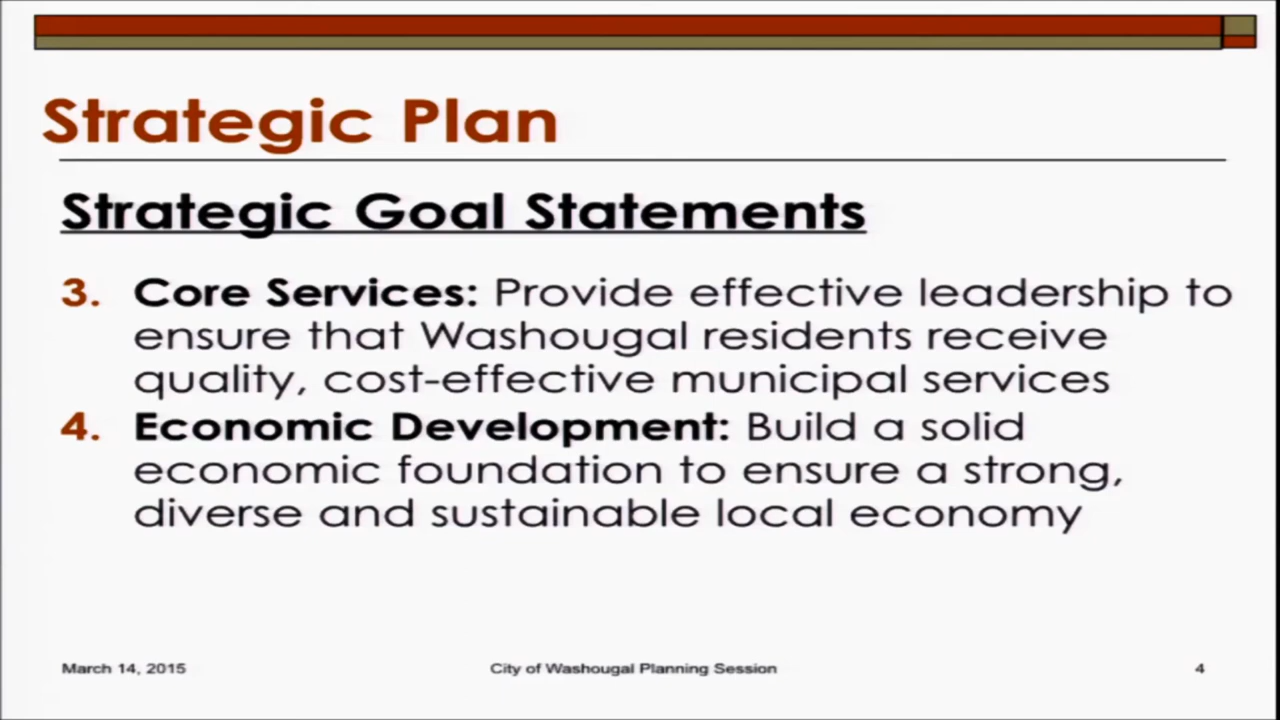 Strategic Plan
Strategic Goal Statements
3. Core Services: Provide effective leadership to
ensure that Washougal residents receive
quality, cost-effective municipal services
4. Economic Development: Build a solid
economic foundation to ensure a strong,
diverse and sustainable local economy
March 14, 2015 City of Washougal Planning Session 4